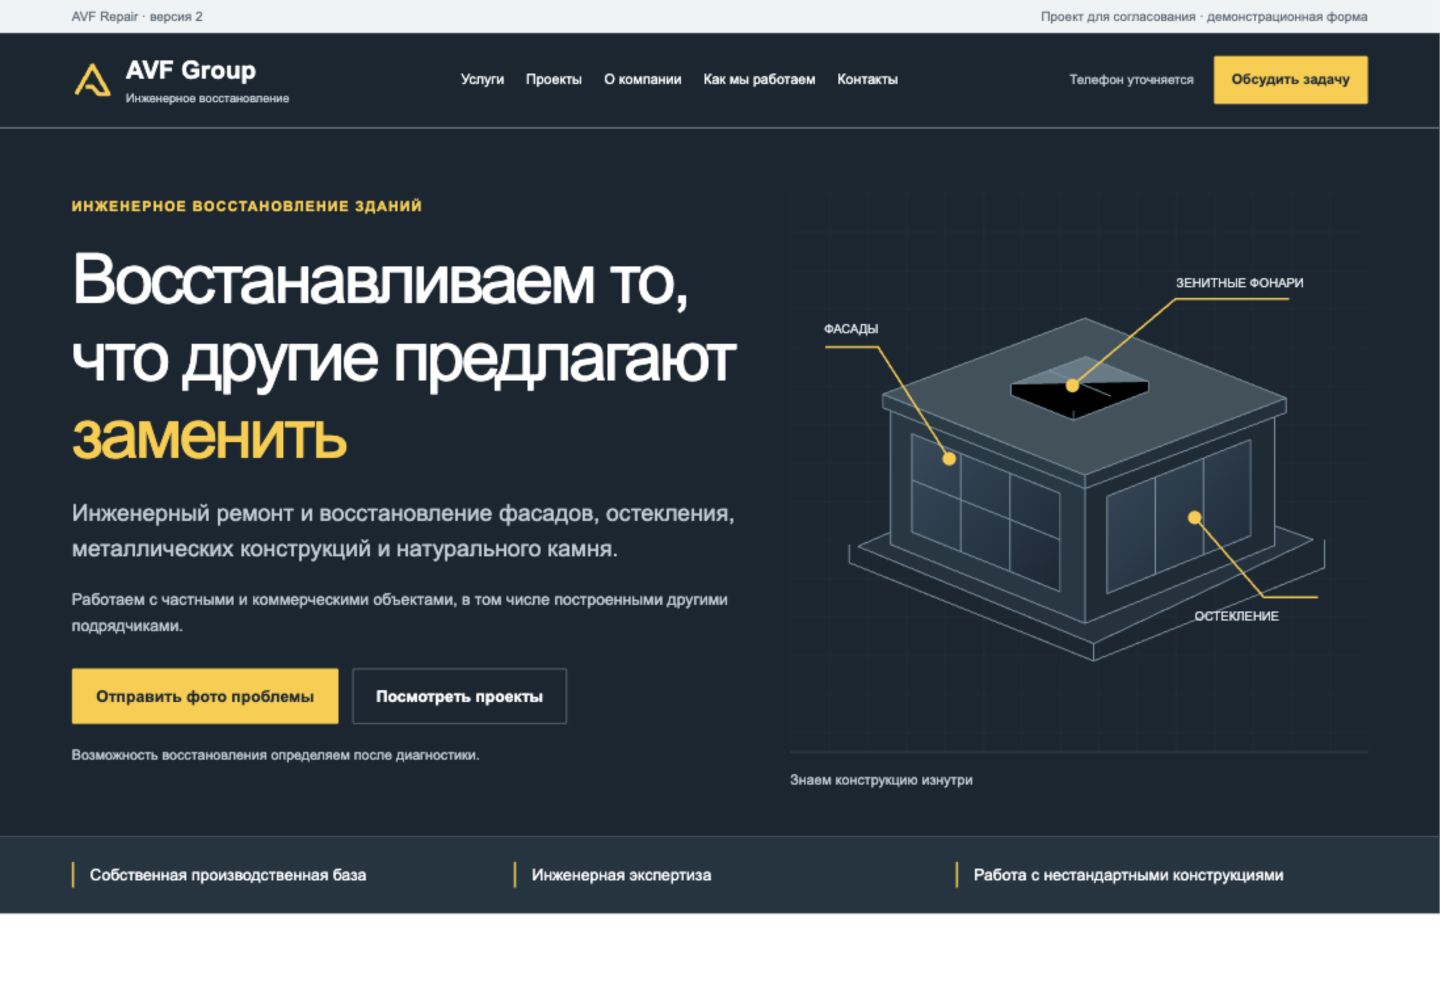 AVF Repair · версия 2
Проект для согласования · демонстрационная форма
AVF Group
Инженерное восстановление
Услуги
Проекты
О компании
Как мы работаем
Контакты
Телефон уточняется
Обсудить задачу
ИНЖЕНЕРНОЕ ВОССТАНОВЛЕНИЕ ЗДАНИЙ
Восстанавливаем то,
что другие предлагают
заменить
Инженерный ремонт и восстановление фасадов, остекления,
металлических конструкций и натурального камня.
Работаем с частными и коммерческими объектами, в том числе построенными другими
подрядчиками.
Отправить фото проблемы
Посмотреть проекты
Возможность восстановления определяем после диагностики.
ЗЕНИТНЫЕ ФОНАРИ
ФАСАДЫ
ОСТЕКЛЕНИЕ
Знаем конструкцию изнутри
Собственная производственная база
Инженерная экспертиза
Работа с нестандартными конструкциями